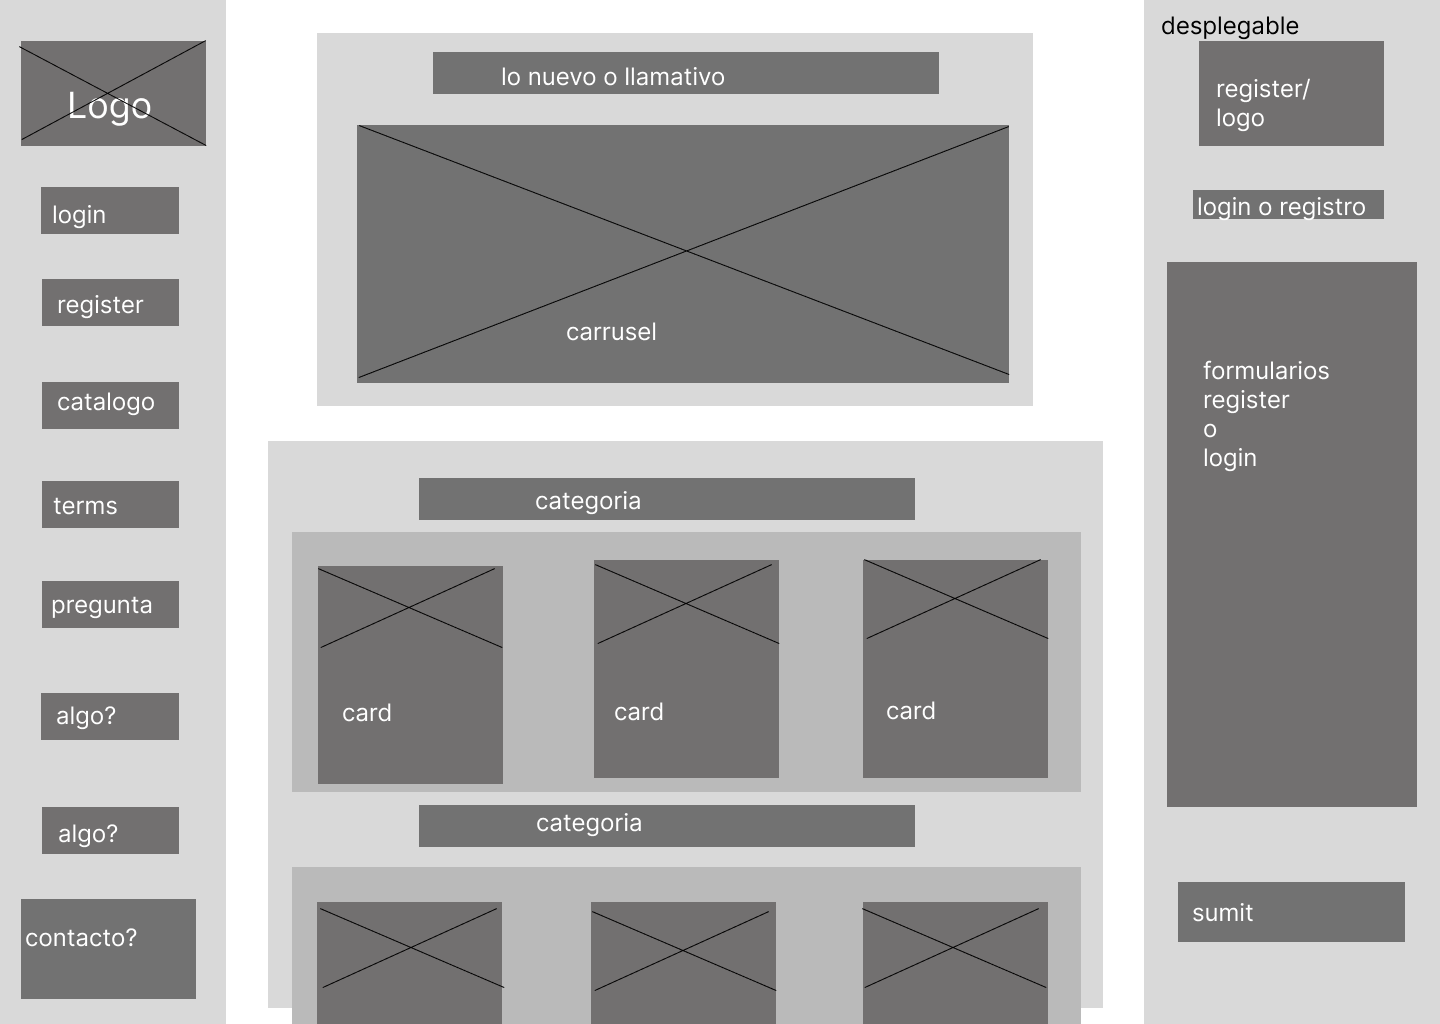 Logo
login
register
catalogo
terms
pregunta
algo?
algo?
contacto?
lo nuevo o llamativo
carrusel
categoria
card
card
card
categoria
desplegable
register/
logo
login o registro
formularios
register
o
login
sumit